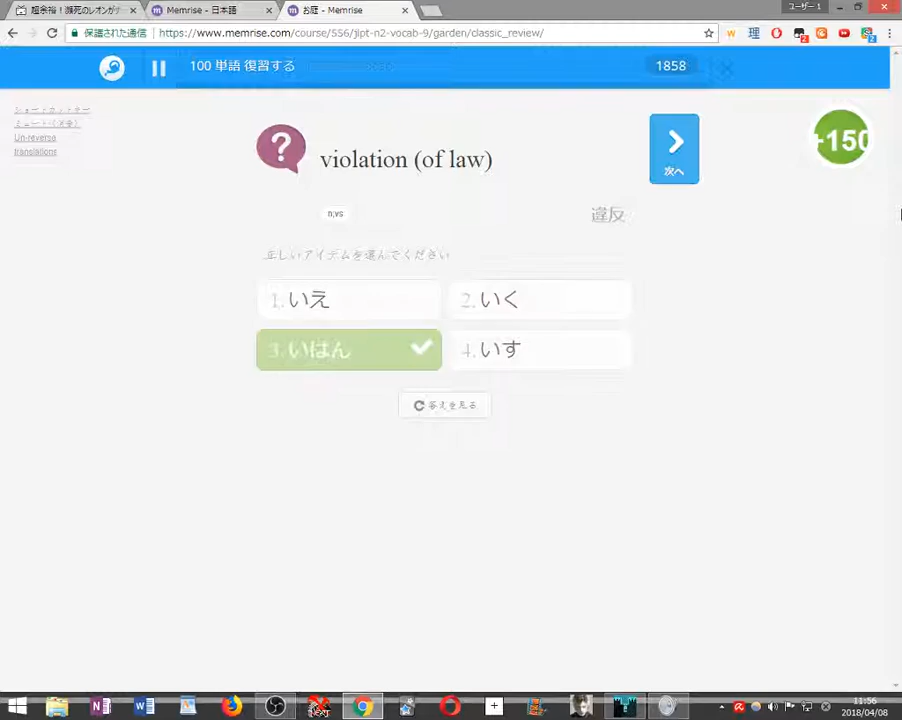 超余裕！瀕死のレオンが
Memrise - 日本語
お庭 - Memrise
ユーザー 1
保護された通信
https://www.memrise.com/course/556/jlpt-n2-vocab-9/garden/classic_review/
100 単語 復習する
1858
Un-reverse
translations
+150
violation (of law)
次へ
n;vs
違反
正しいアイテムを選んでください
1. いえ
2. いく
3. いはん
4. いす
答えを見る
11:56
2018/04/08